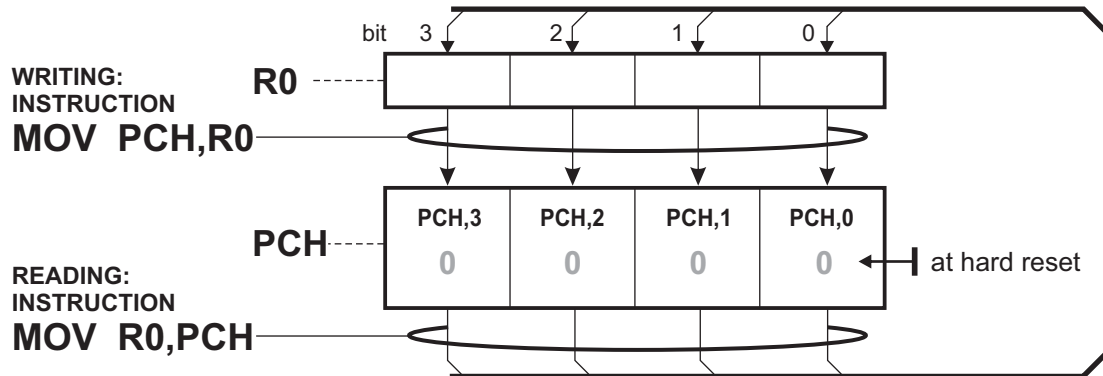 bit 3 2 1 0
WRITING:
INSTRUCTION
MOV PCH,R0
R0
PCH,3 PCH,2 PCH,1 PCH,0
PCH
0 0 0 0
at hard reset
READING:
INSTRUCTION
MOV R0,PCH